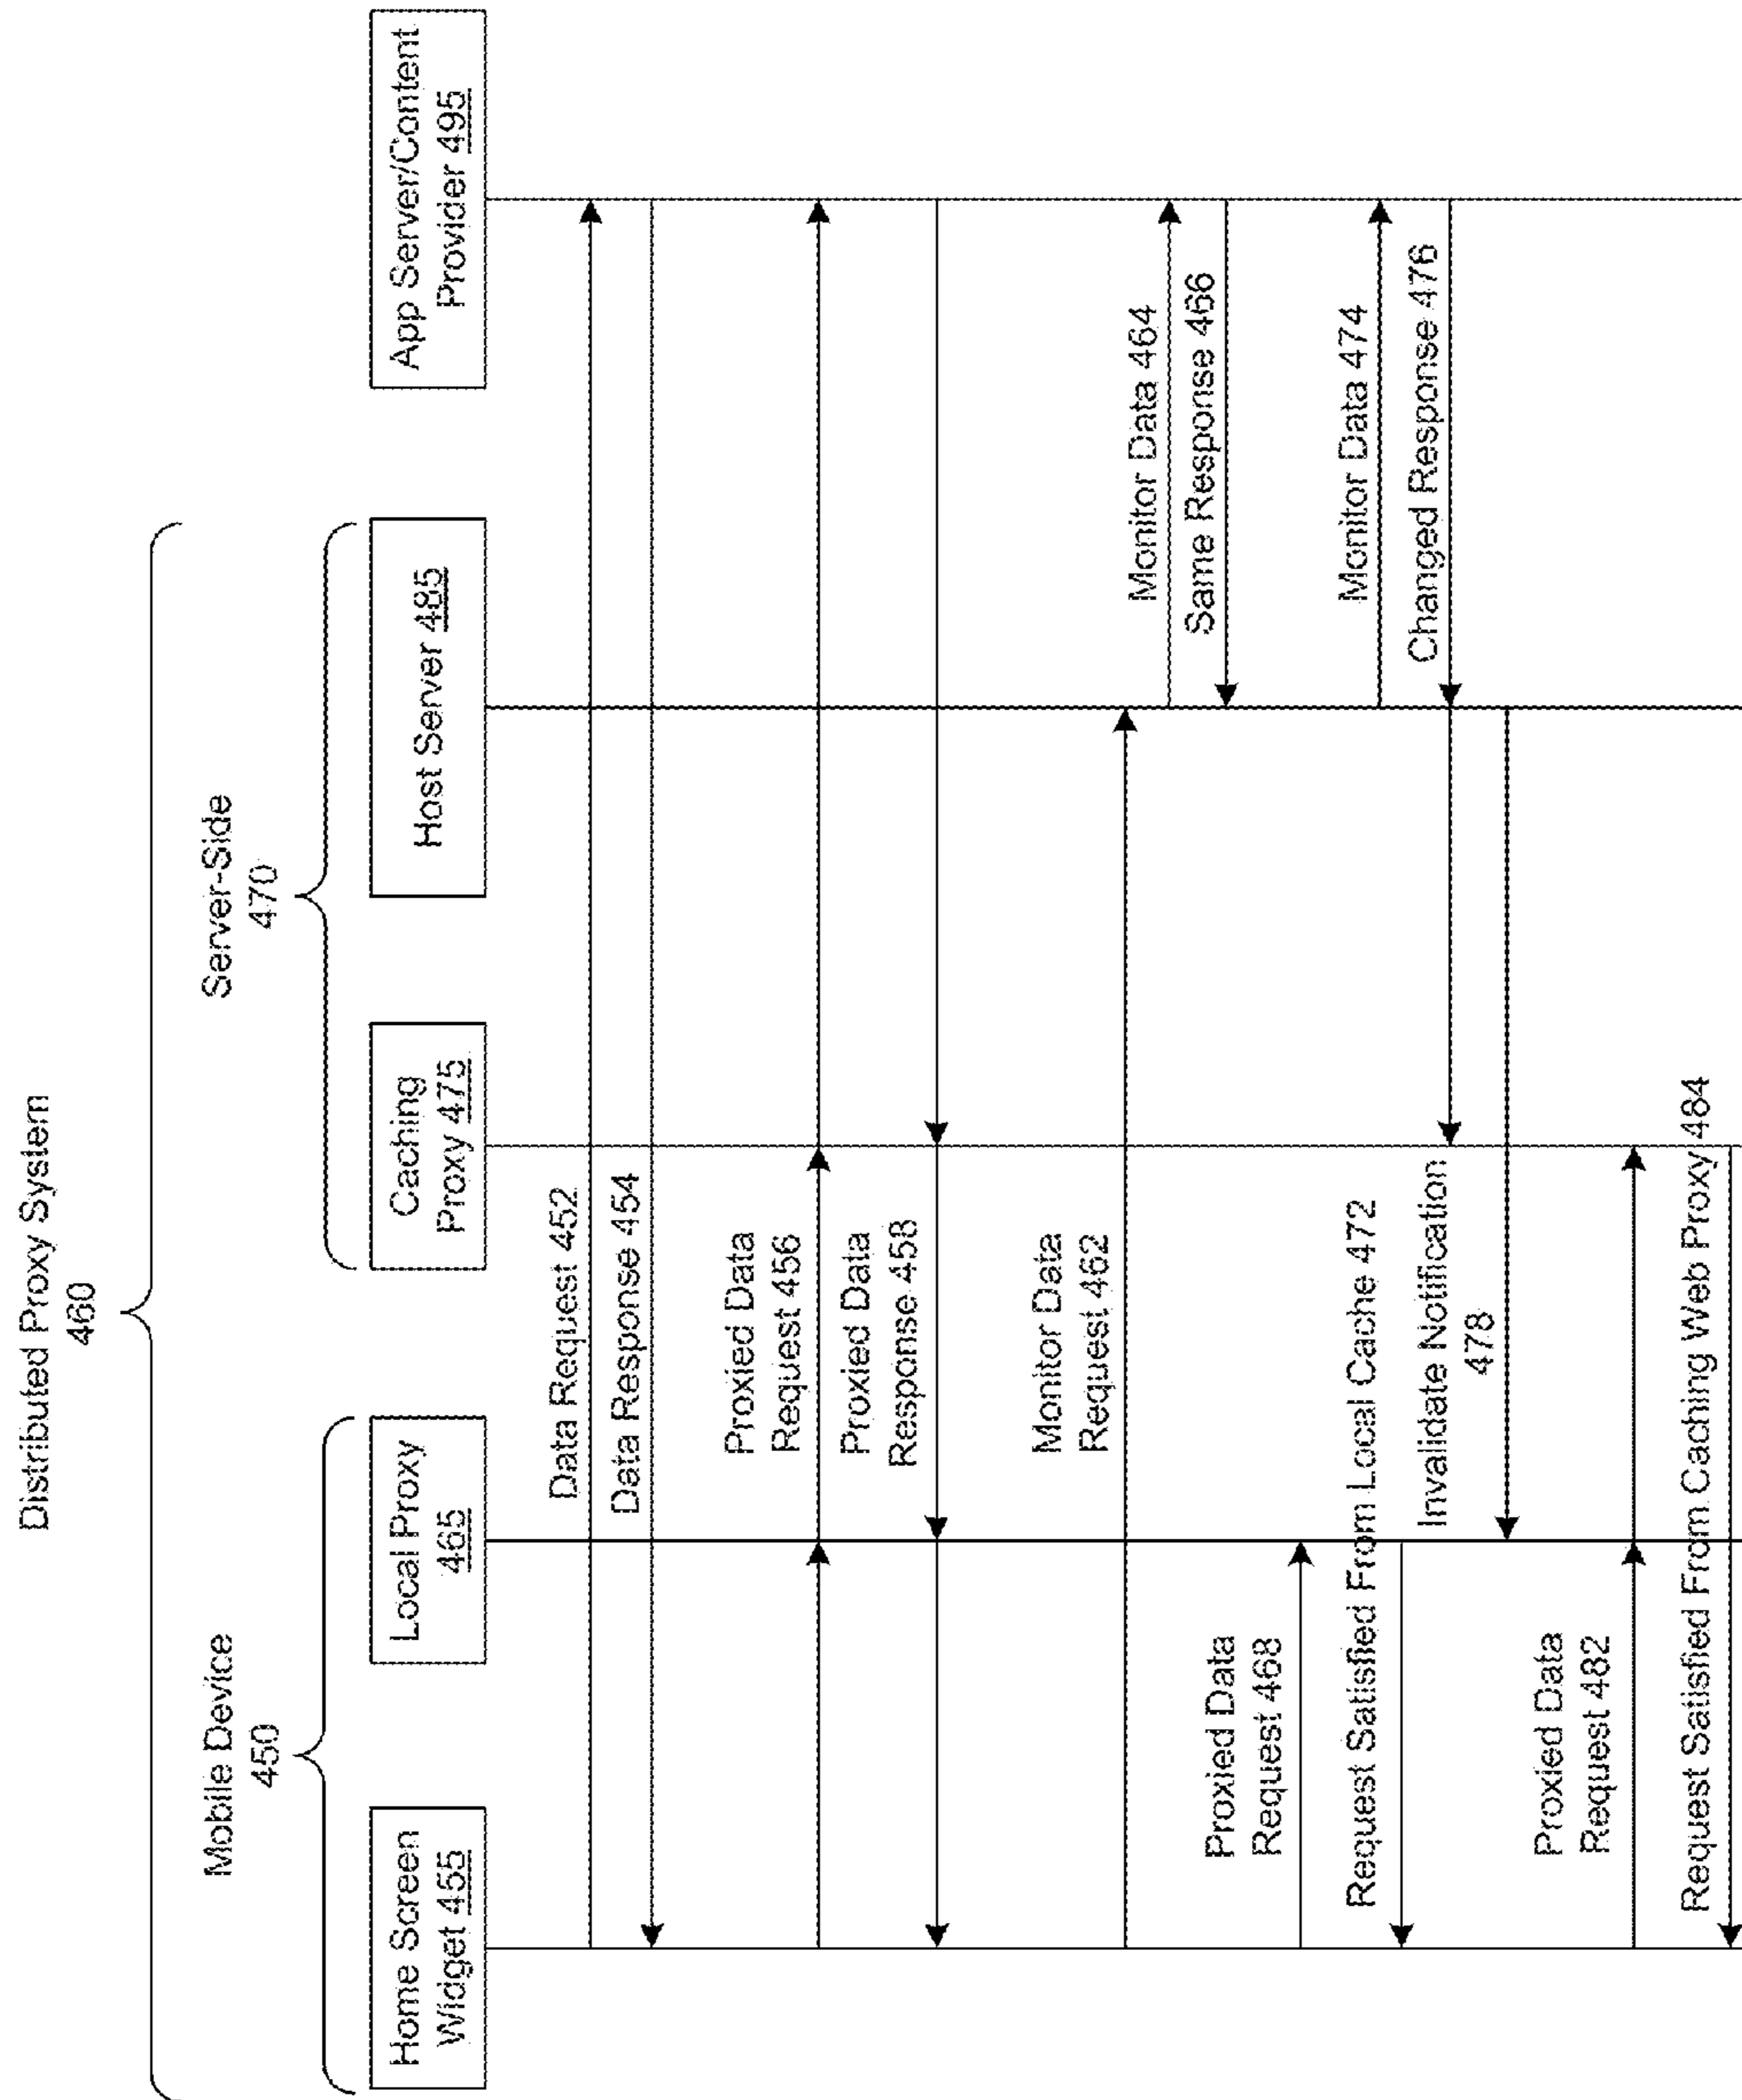 Distributed Proxy System
460
Mobile Device
450
Server-Side
470
Home Screen
Widget 455
Local Proxy
465
Caching
Proxy 475
Host Server 485
App Server/Content
Provider 495
Data Request 452
Data Response 454
Proxied Data
Request 456
Proxied Data
Response 458
Monitor Data
Request 462
Monitor Data 464
Same Response 466
Proxied Data
Request 468
Request Satisfied From Local Cache 472
Monitor Data 474
Changed Response 476
Invalidate Notification
478
Proxied Data
Request 482
Request Satisfied From Caching Web Proxy 484